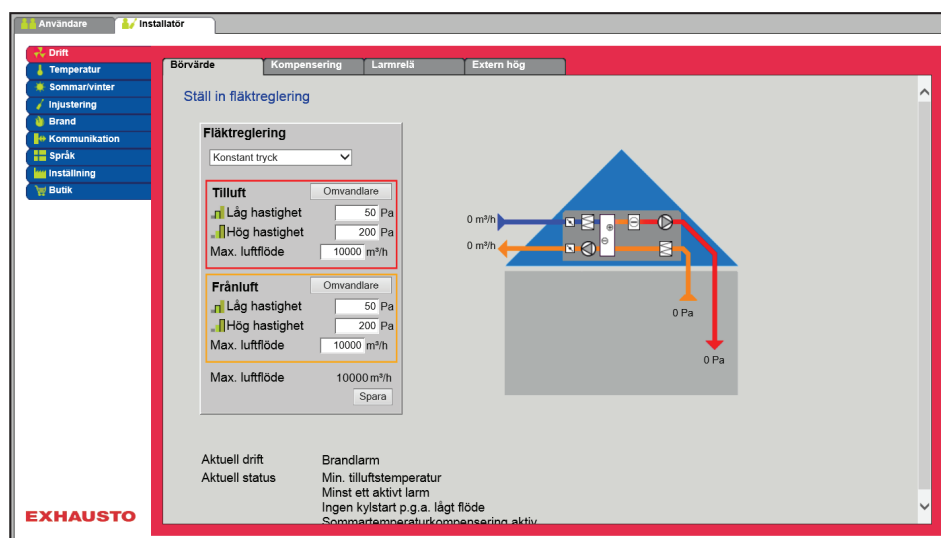 Användare Installatör
Drift
Temperatur
Sommar/vinter
Injustering
Brand
Kommunikation
Språk
Inställning
Butik
Börvärde Kompensering Larmrelä Extern hög
Ställ in fläktreglering
Fläktreglering
Konstant tryck
Tilluft Omvandlare
Låg hastighet 50 Pa
Hög hastighet 200 Pa
Max. luftflöde 10000 m³/h
Frånluft Omvandlare
Låg hastighet 50 Pa
Hög hastighet 200 Pa
Max. luftflöde 10000 m³/h
Max. luftflöde 10000 m³/h
Spara
0 m³/h
0 m³/h
0 Pa
0 Pa
Aktuell drift Brandlarm
Aktuell status Min. tilluftstemperatur
Minst ett aktivt larm
Ingen kylstart p.g.a. lågt flöde
Sommartemperaturkompensering aktiv
EXHAUSTO